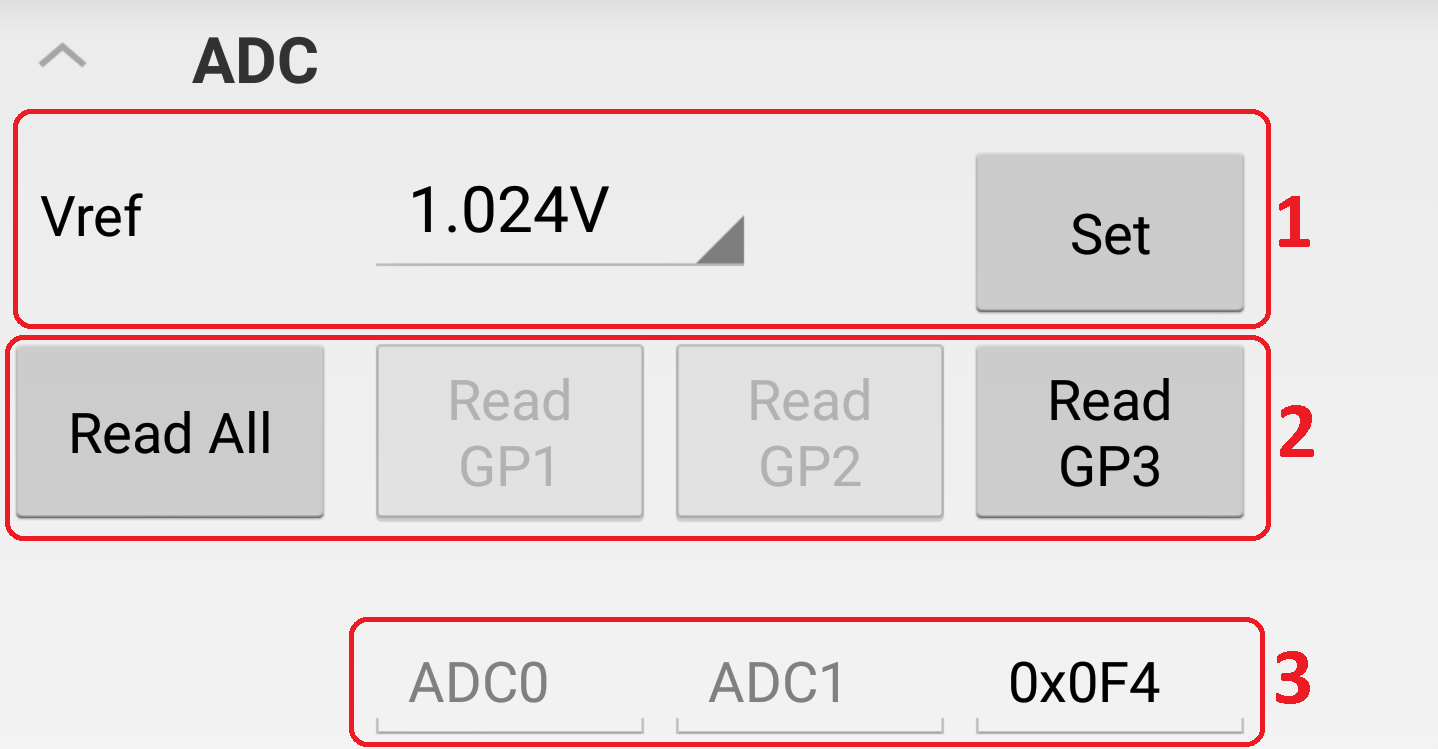 ADC
Vref 1.024V Set 1
Read All Read GP1 Read GP2 Read GP3 2
ADC0 ADC1 0x0F4 3